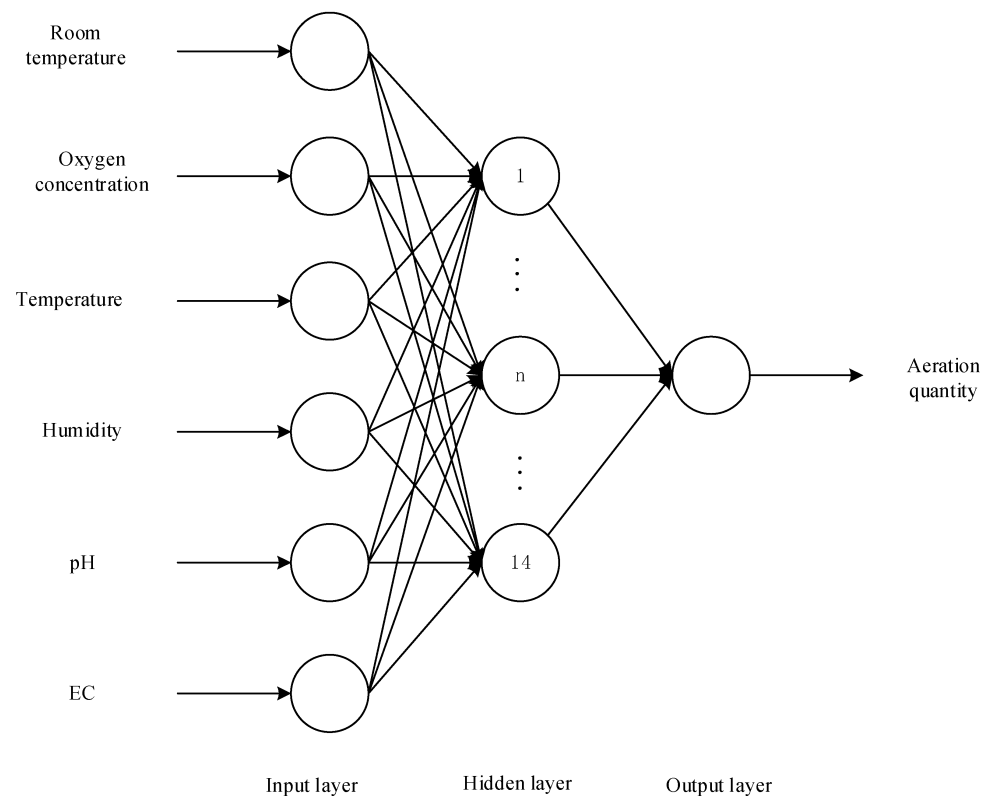 Room
temperature
Oxygen
concentration
1
Temperature
n
Aeration
quantity
Humidity
pH
14
EC
Input layer
Hidden layer
Output layer